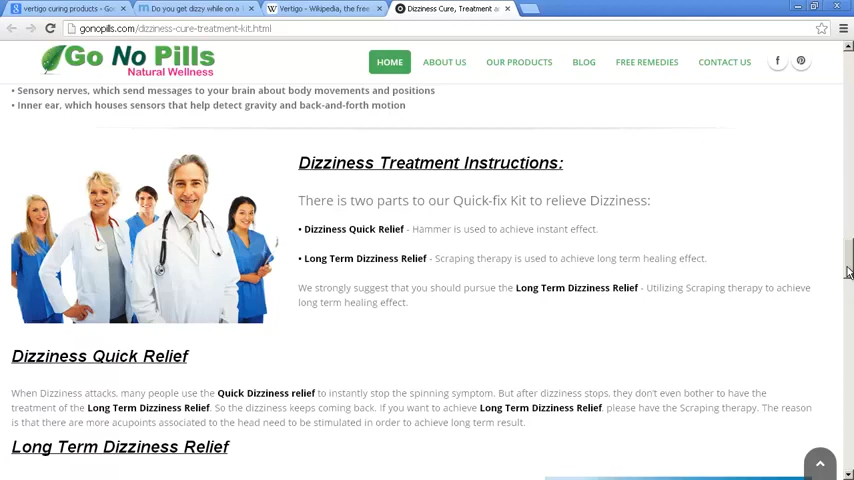 vertigo curing products - Go
Do you get dizzy while on a
Vertigo - Wikipedia, the free
Dizziness Cure, Treatment a
gonopills.com/dizziness-cure-treatment-kit.html
Go No Pills
Natural Wellness
HOME ABOUT US OUR PRODUCTS BLOG FREE REMEDIES CONTACT US
• Sensory nerves, which send messages to your brain about body movements and positions
• Inner ear, which houses sensors that help detect gravity and back-and-forth motion
Dizziness Treatment Instructions:
There is two parts to our Quick-fix Kit to relieve Dizziness:
• Dizziness Quick Relief - Hammer is used to achieve instant effect.
• Long Term Dizziness Relief - Scraping therapy is used to achieve long term healing effect.
We strongly suggest that you should pursue the Long Term Dizziness Relief - Utilizing Scraping therapy to achieve
long term healing effect.
Dizziness Quick Relief
When Dizziness attacks, many people use the Quick Dizziness relief to instantly stop the spinning symptom. But after dizziness stops, they don't even bother to have the
treatment of the Long Term Dizziness Relief. So the dizziness keeps coming back. If you want to achieve Long Term Dizziness Relief, please have the Scraping therapy. The reason
is that there are more acupoints associated to the head need to be stimulated in order to achieve long term result.
Long Term Dizziness Relief